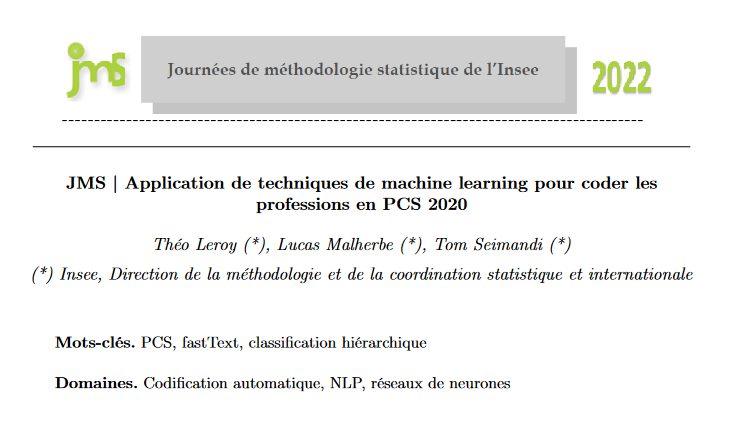 jms
Journées de méthodologie statistique de l'Insee
2022
JMS | Application de techniques de machine learning pour coder les
professions en PCS 2020
Théo Leroy (*), Lucas Malherbe (*), Tom Seimandi (*)
(*) Insee, Direction de la méthodologie et de la coordination statistique et internationale
Mots-clés. PCS, fastText, classification hiérarchique
Domaines. Codification automatique, NLP, réseaux de neurones